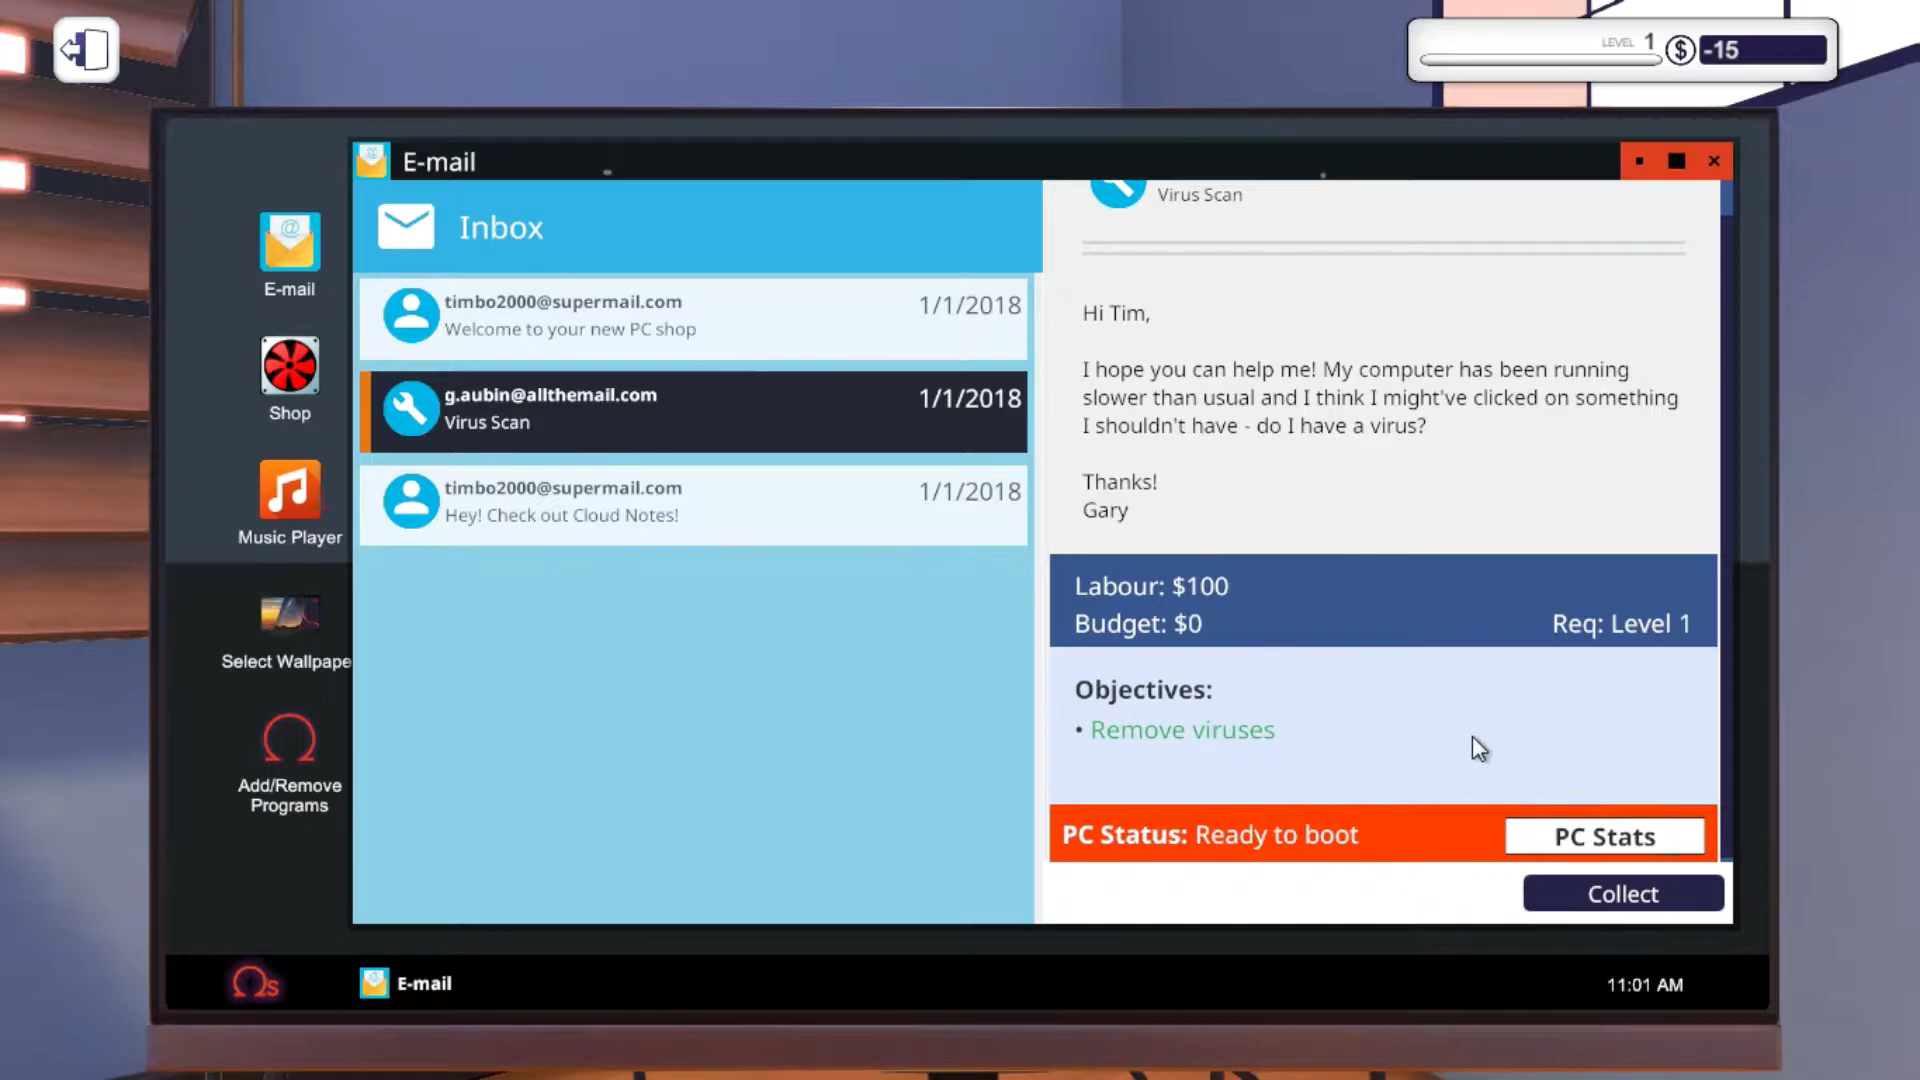 LEVEL 1 $ -15
E-mail
E-mail
Shop
Music Player
Select Wallpape
Add/Remove
Programs
Inbox
timbo2000@supermail.com 1/1/2018
Welcome to your new PC shop
g.aubin@allthemail.com 1/1/2018
Virus Scan
timbo2000@supermail.com 1/1/2018
Hey! Check out Cloud Notes!
Virus Scan
Hi Tim,
I hope you can help me! My computer has been running
slower than usual and I think I might've clicked on something
I shouldn't have - do I have a virus?
Thanks!
Gary
Labour: $100
Budget: $0 Req: Level 1
Objectives:
• Remove viruses
PC Status: Ready to boot PC Stats
Collect
Ωs E-mail 11:01 AM